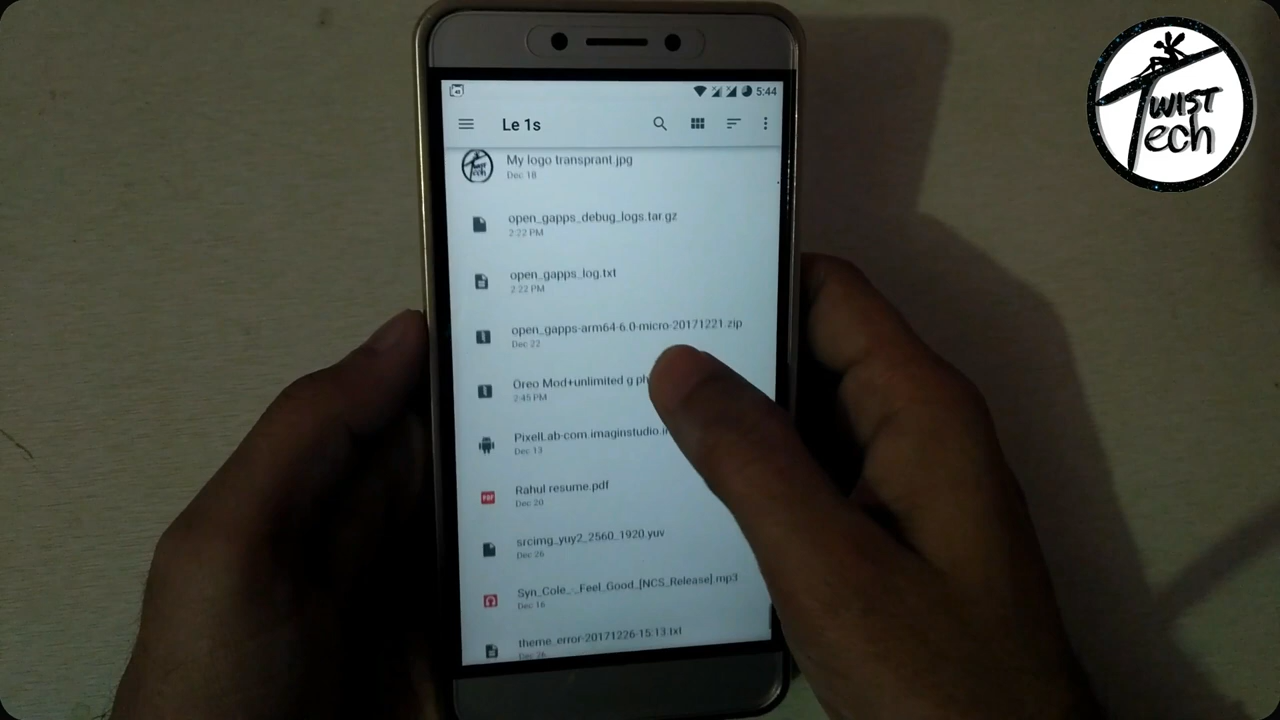 5:44
Le 1s
My logo transprant.jpg
Dec 18
open_gapps_debug_logs.tar.gz
2:22 PM
open_gapps_log.txt
2:22 PM
open_gapps-arm64-6.0-micro-20171221.zip
Dec 22
Oreo Mod+unlimited g ph
2:45 PM
PixelLab-com.imaginstudio.i
Dec 13
Rahul resume.pdf
Dec 20
srcimg_yuy2_2560_1920.yuv
Dec 26
Syn_Cole_-_Feel_Good_[NCS_Release].mp3
Dec 16
theme_error-20171226-15:13.txt
Dec 26
Twist
Tech